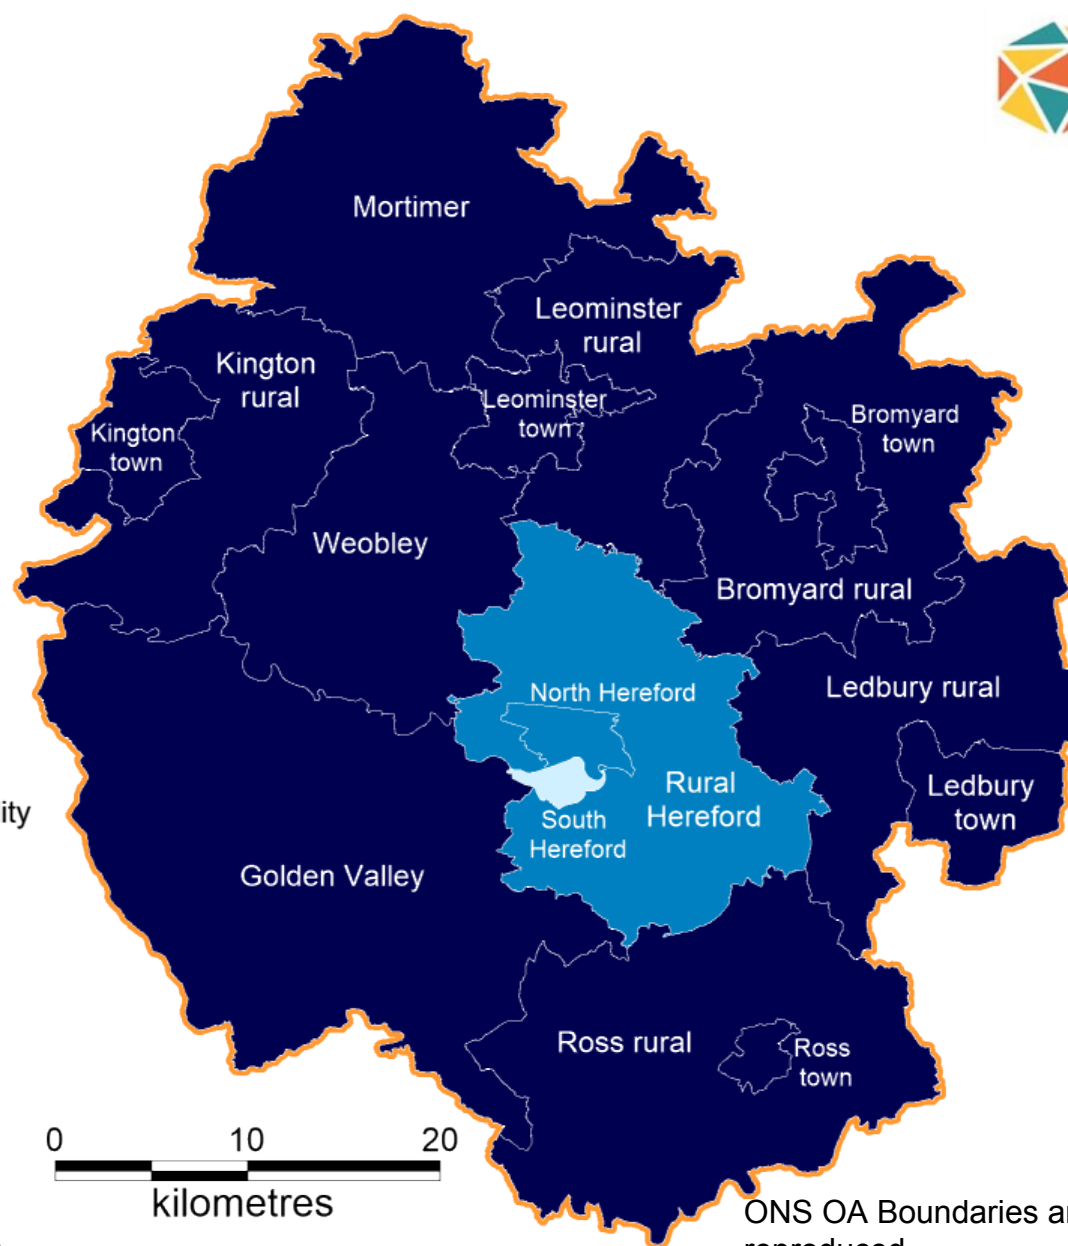 Mortimer
Leominster
rural
Kington
rural
Leominster
town
Bromyard
town
Kington
town
Weobley
Bromyard rural
North Hereford
Ledbury rural
Rural
Hereford
Ledbury
town
ity
South
Hereford
Golden Valley
Ross rural
Ross
town
0 10 20
kilometres
ONS OA Boundaries a
reproduced